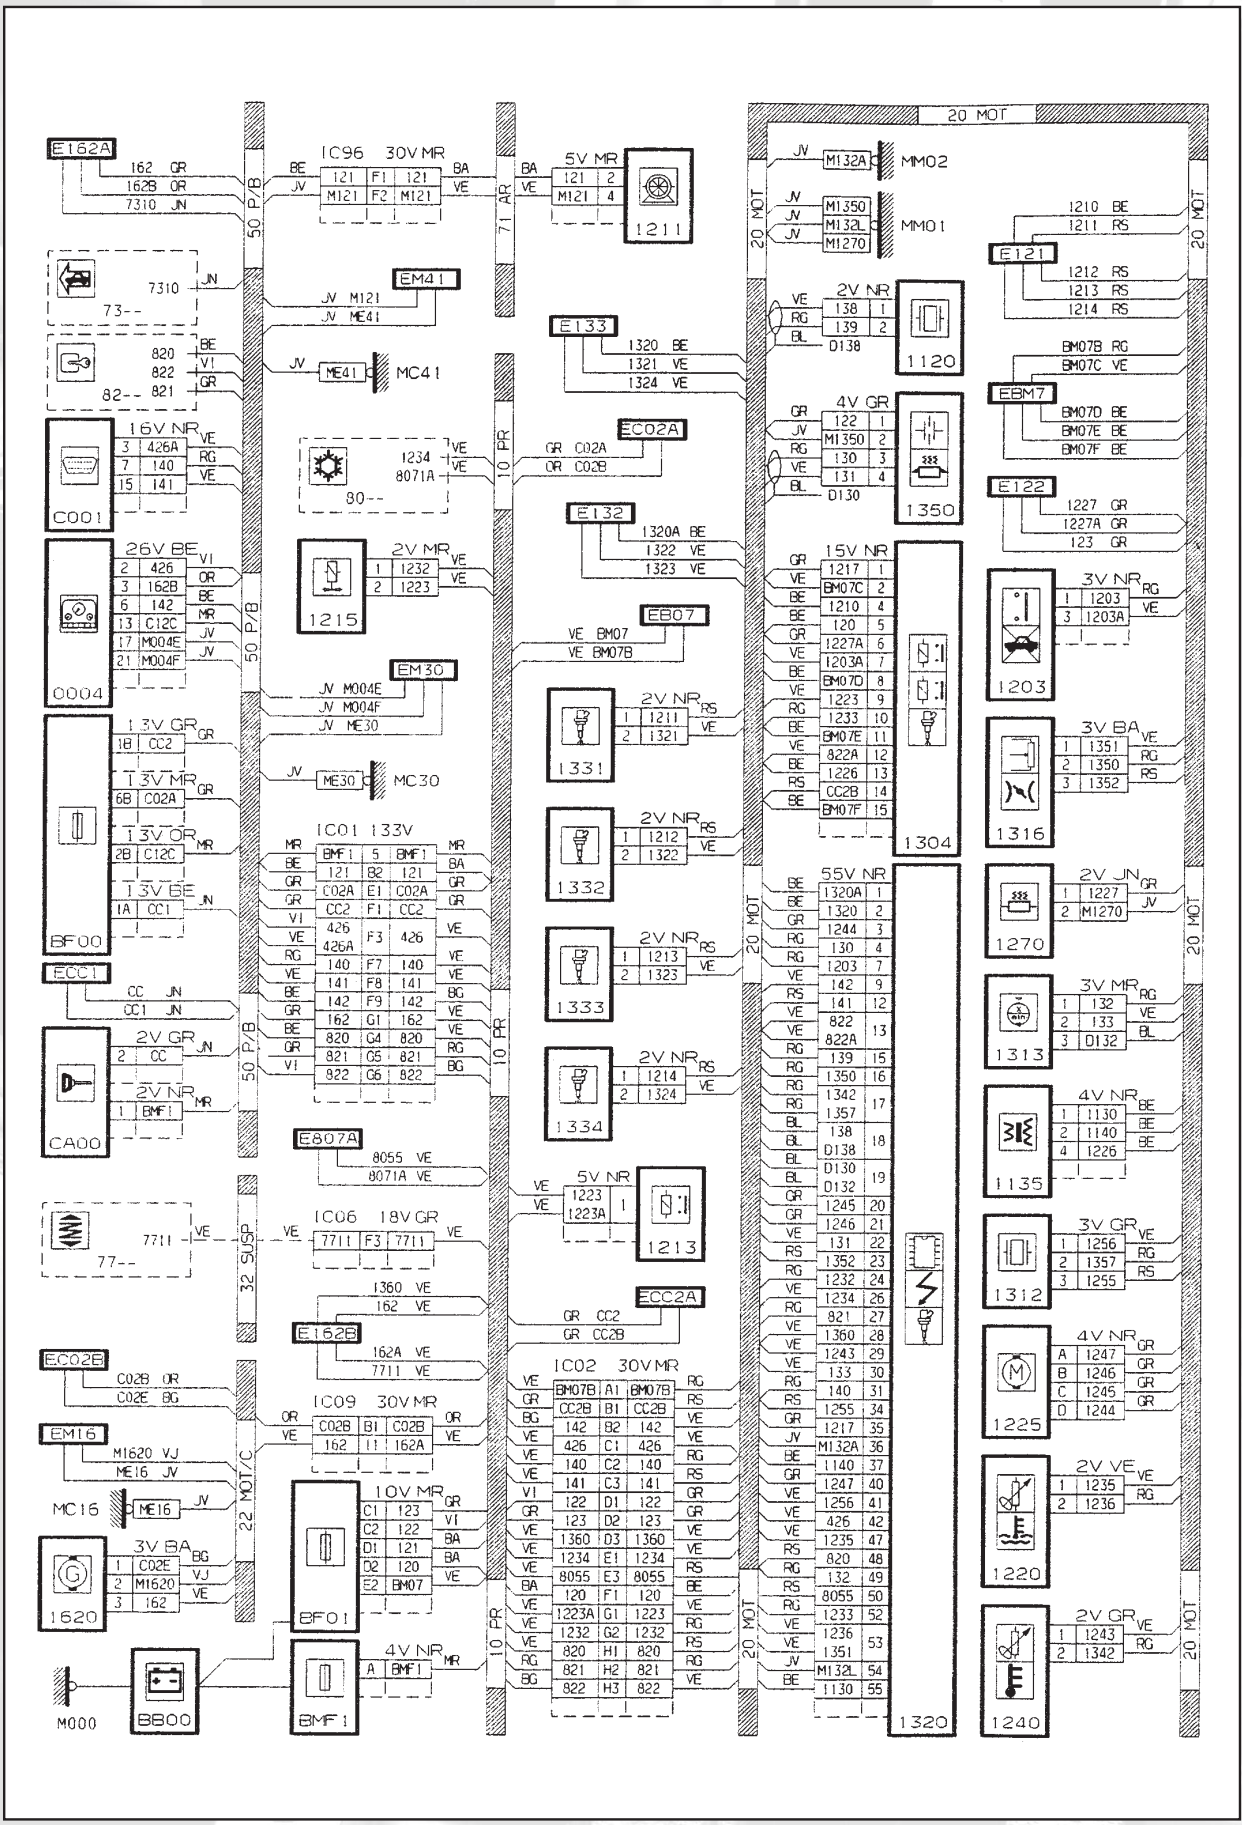 20 MOT
E162A
162 GR
162B OR
7310 JN
50 P/B
IC96 30V MR
BE 121 F1 121 BA
JV M121 F2 M121 VE
71 AR
5V MR
BA 121 2
VE M121 4
1211
20 MOT
JV M132A MM02
JV M1350
JV M132L MM01
JV M1270
1210 BE
1211 RS
E121
1212 RS
1213 RS
1214 RS
20 MOT
7310 JN
73--
EM41
JV M121
JV ME41
820 BE
822 VI
821 GR
82--
JV ME41 MC41
E133
1320 BE
1321 VE
1324 VE
2V NR
VE 138 1
RG 139 2
BL D138
1120
BM07B RG
BM07C VE
EBM7
BM07D BE
BM07E BE
BM07F BE
16V NR
3 426A VE
7 140 RG
15 141 VE
C001
1234 VE
8071A VE
80--
10 PR
EC02A
GR C02A
OR C02B
4V GR
GR 122 1
JV M1350 2
RG 130 3
VE 131 4
BL D130
1350
E122
1227 GR
1227A GR
123 GR
26V BE
2 426 VI
3 162B OR
6 142 BE
13 C12C MR
17 M004E JV
21 M004F JV
0004
50 P/B
2V MR
1 1232 VE
2 1223 VE
1215
E132
1320A BE
1322 VE
1323 VE
EB07
VE BM07
VE BM07B
15V NR
GR 1217 1
VE BM07C 2
BE 1210 4
BE 120 5
GR 1227A 6
VE 1203A 7
BE BM07D 8
VE 1223 9
RG 1233 10
BE BM07E 11
VE 822A 12
BE 1226 13
RS CC2B 14
BE BM07F 15
1304
3V NR
1 1203 RG
3 1203A VE
1203
EM30
JV M004E
JV M004F
JV ME30
JV ME30 MC30
13V GR
1B CC2 GR
13V MR
6B C02A GR
13V OR
2B C12C MR
13V BE
1A CC1 JN
BF00
2V NR
1 1211 RS
2 1321 VE
1331
2V NR
1 1212 RS
2 1322 VE
1332
2V NR
1 1213 RS
2 1323 VE
1333
2V NR
1 1214 RS
2 1324 VE
1334
3V BA
1 1351 VE
2 1350 RG
3 1352 RS
1316
IC01 133V
MR BMF1 5 BMF1 MR
BE 121 B2 121 BA
GR C02A E1 C02A GR
GR CC2 F1 CC2 GR
VI 426
VE 426A F3 426 VE
RG 140 F7 140 VE
VE 141 F8 141 VE
BE 142 F9 142 BG
GR 162 G1 162 VE
BE 820 G4 820 VE
GR 821 G5 821 RG
VI 822 G6 822 BG
ECC1
CC JN
CC1 JN
50 P/B
2V GR
2 CC JN
2V NR
1 BMF1 MR
CA00
10 PR
20 MOT
55V NR
BE 1320A 1
BE 1320 2
GR 1244 3
RG 130 4
RG 1203 7
VE 142 9
RS 141 12
VE 822
VE 822A 13
RG 139 15
RG 1350 16
RG 1342
RG 1357 17
BL 138
BL D138 18
BL D130
BL D132 19
GR 1245 20
GR 1246 21
VE 131 22
RS 1352 23
RG 1232 24
VE 1234 26
RG 821 27
VE 1360 28
VE 1243 29
VE 133 30
RG 140 31
RS 1255 34
GR 1217 35
JV M132A 36
BE 1140 37
GR 1247 40
VE 1256 41
VE 426 42
VE 1235 47
RS 820 48
RG 132 49
RS 8055 50
RG 1233 52
VE 1236
VE 1351 53
JV M132L 54
BE 1130 55
1320
2V JN
1 1227 GR
2 M1270 JV
1270
20 MOT
3V MR
1 132 RG
2 133 VE
3 D132 BL
1313
4V NR
1 1130 BE
2 1140 BE
4 1226 BE
1135
3V GR
1 1256 VE
2 1357 RG
3 1255 RS
1312
4V NR
A 1247 GR
B 1246 GR
C 1245 GR
D 1244 GR
1225
2V VE
1 1235 VE
2 1236 RG
1220
2V GR
1 1243 VE
2 1342 RG
1240
20 MOT
E807A
8055 VE
8071A VE
5V NR
VE 1223
VE 1223A 1
1213
7711 VE
77--
32 SUSP
IC06 18V GR
VE 7711 F3 7711 VE
1360 VE
162 VE
E162B
162A VE
7711 VE
ECC2A
GR CC2
GR CC2B
EC02B
C02B OR
C02E BG
EM16
M1620 VJ
ME16 JV
MC16 ME16 JV
22 MOT/C
IC09 30V MR
OR C02B B1 C02B OR
VE 162 I1 162A VE
3V BA
1 C02E BG
2 M1620 VJ
3 162 VE
1620
10V MR
C1 123 GR
C2 122 VI
D1 121 BA
D2 120 BA
E2 BM07 VE
BF01
4V NR
A BMF1 MR
BMF1
M000
BB00
10 PR
IC02 30V MR
VE BM07B A1 BM07B RG
GR CC2B B1 CC2B RS
BG 142 B2 142 VE
VE 426 C1 426 VE
VE 140 C2 140 RG
VE 141 C3 141 RS
VI 122 D1 122 GR
GR 123 D2 123 GR
VE 1360 D3 1360 VE
VE 1234 E1 1234 VE
VE 8055 E3 8055 RS
BA 120 F1 120 BE
VE 1223A G1 1223 VE
VE 1232 G2 1232 RG
VE 820 H1 820 RS
RG 821 H2 821 RG
BG 822 H3 822 VE
20 MOT